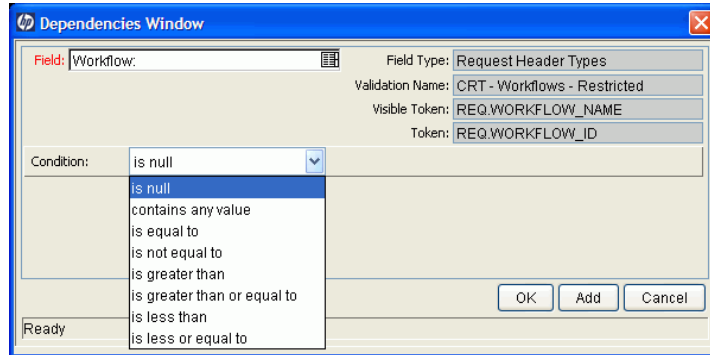 hp Dependencies Window
Field: Workflow: Field Type: Request Header Types
Validation Name: CRT - Workflows - Restricted
Visible Token: REQ.WORKFLOW_NAME
Token: REQ.WORKFLOW_ID
Condition: is null
is null
contains any value
is equal to
is not equal to
is greater than
is greater than or equal to
is less than
is less or equal to
OK Add Cancel
Ready